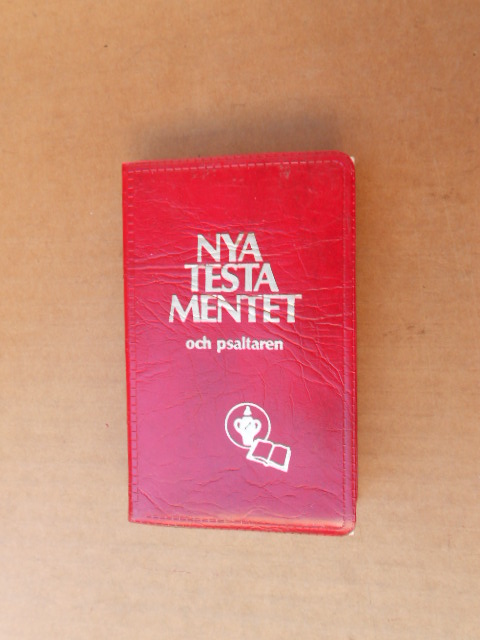 NYA
TESTA
MENTET
och psaltaren